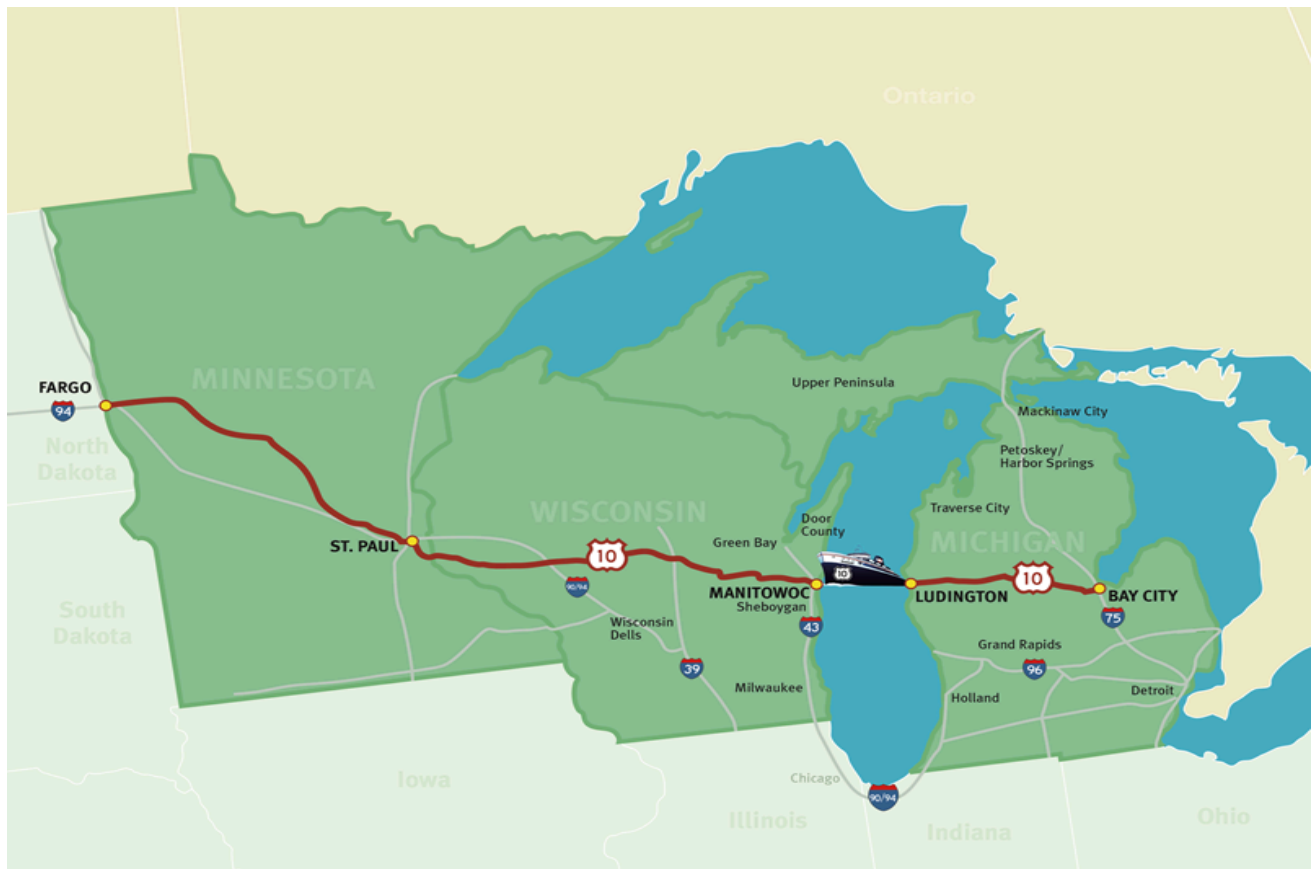 Ontario
MINNESOTA
FARGO
94
North
Dakota
Upper Peninsula
Mackinaw City
Petoskey/
Harbor Springs
Traverse City
WISCONSIN
Door
County
Green Bay
MICHIGAN
ST. PAUL
10
10
10
MANITOWOC
Sheboygan
LUDINGTON
BAY CITY
90/94
South
Dakota
Wisconsin
Dells
43
75
39
Grand Rapids
96
Milwaukee
Holland
Detroit
Iowa
Chicago
90/94
Illinois
Indiana
Ohio